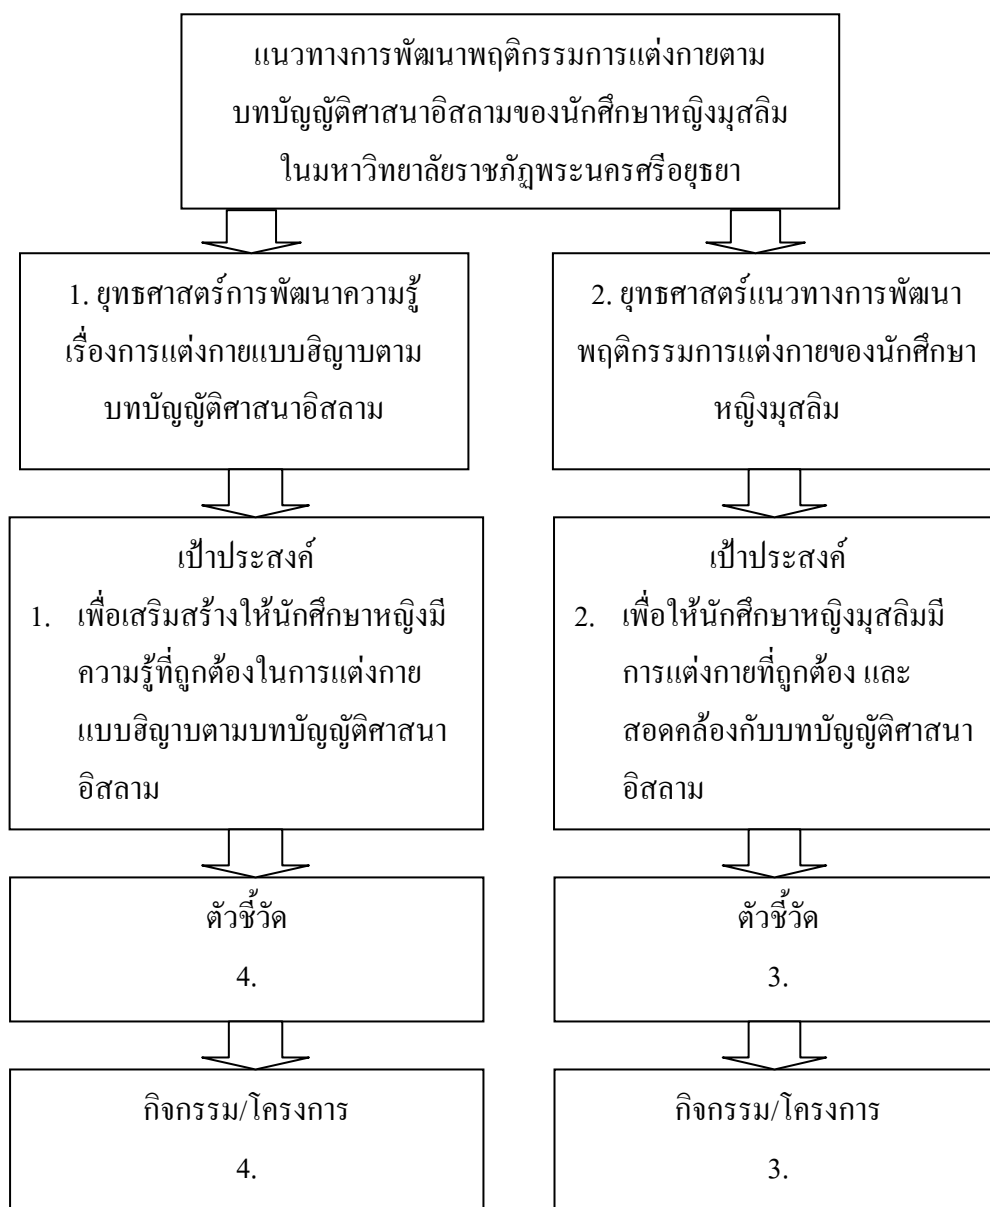 แนวทางการพัฒนาพฤติกรรมการแต่งกายตาม
บทบัญญัติศาสนาอิสลามของนักศึกษาหญิงมุสลิม
ในมหาวิทยาลัยราชภัฏพระนครศรีอยุธยา
1. ยุทธศาสตร์การพัฒนาความรู้
เรื่องการแต่งกายแบบฮิญาบตาม
บทบัญญัติศาสนาอิสลาม
2. ยุทธศาสตร์แนวทางการพัฒนา
พฤติกรรมการแต่งกายของนักศึกษา
หญิงมุสลิม
เป้าประสงค์
1. เพื่อเสริมสร้างให้นักศึกษาหญิงมี
ความรู้ที่ถูกต้องในการแต่งกาย
แบบฮิญาบตามบทบัญญัติศาสนา
อิสลาม
เป้าประสงค์
2. เพื่อให้นักศึกษาหญิงมุสลิมมี
การแต่งกายที่ถูกต้อง และ
สอดคล้องกับบทบัญญัติศาสนา
อิสลาม
ตัวชี้วัด
4.
ตัวชี้วัด
3.
กิจกรรม/โครงการ
4.
กิจกรรม/โครงการ
3.